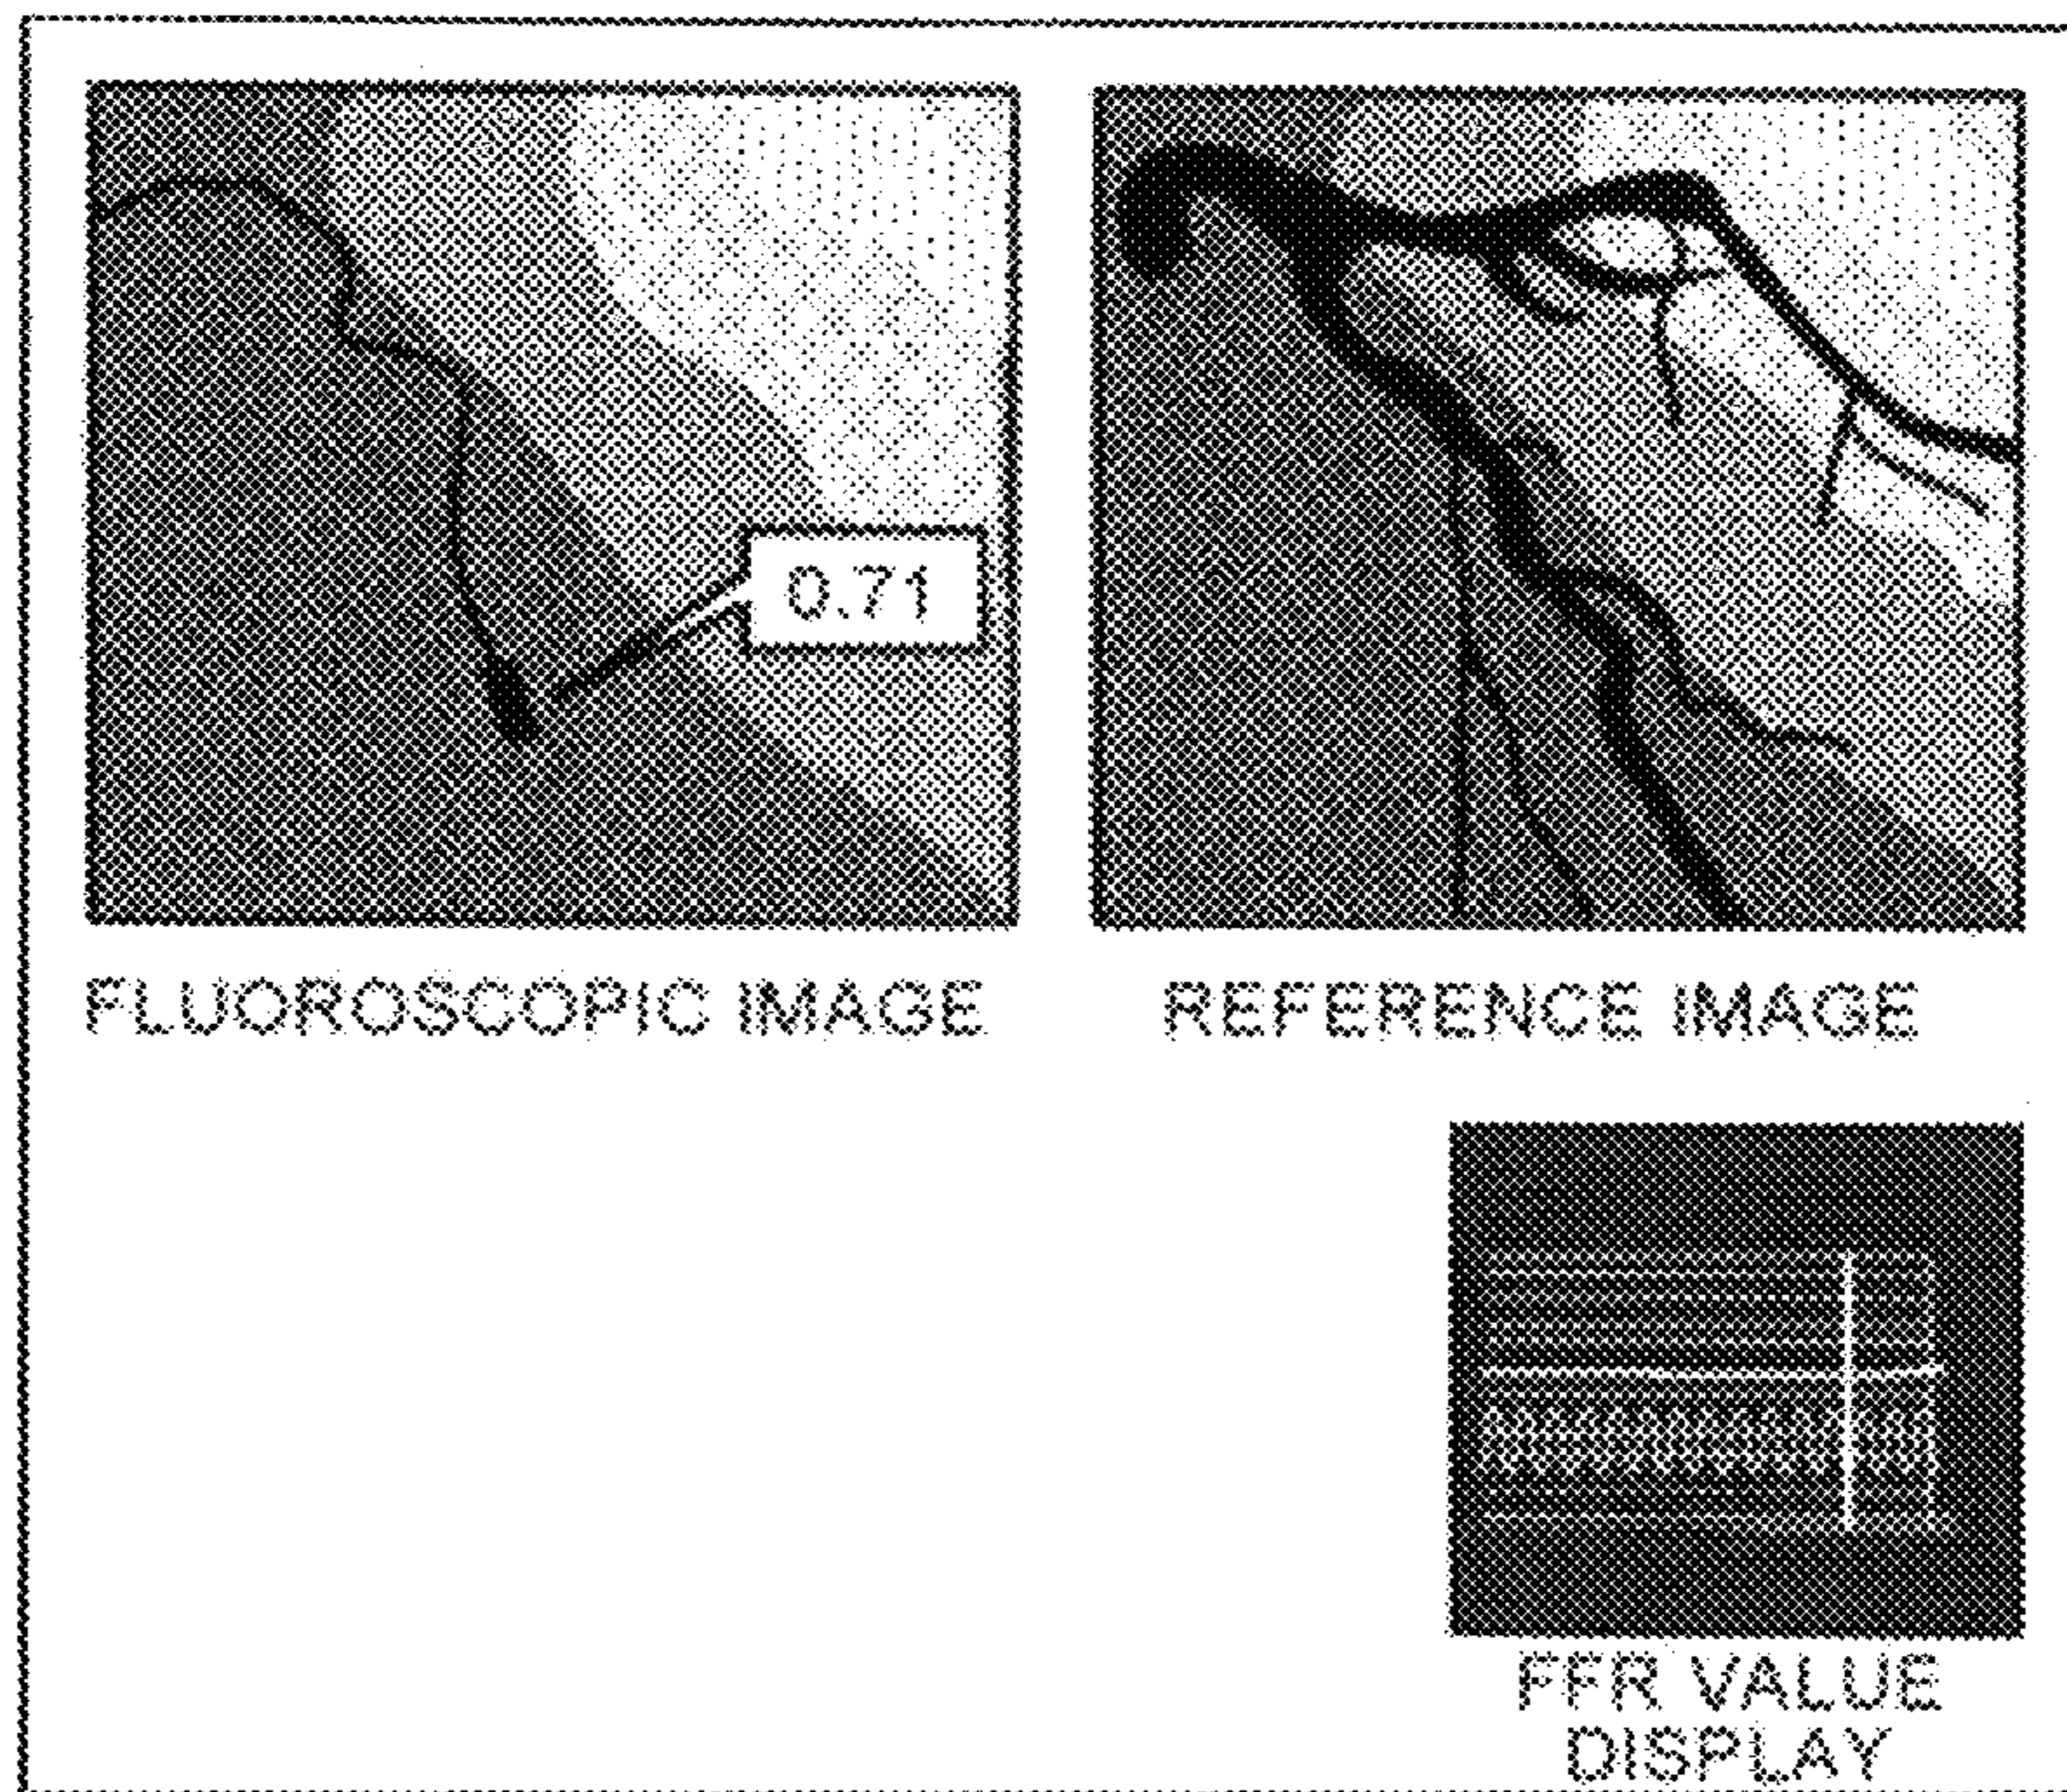 0.71
FLUOROSCOPIC IMAGE
REFERENCE IMAGE
FFR VALUE
DISPLAY